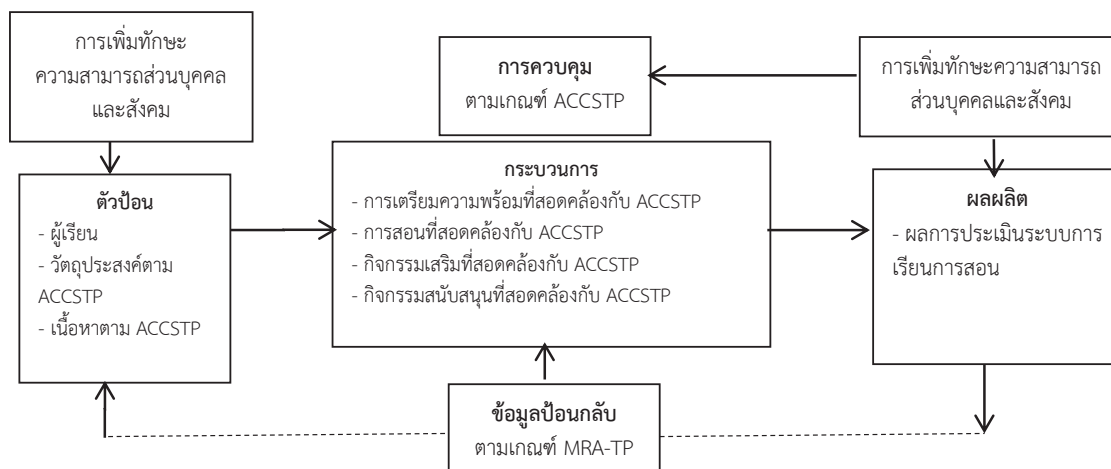 การเพิ่มทักษะ
ความสามารถส่วนบุคคล
และสังคม
การควบคุม
ตามเกณฑ์ ACCSTP
การเพิ่มทักษะความสามารถ
ส่วนบุคคลและสังคม
ตัวป้อน
- ผู้เรียน
- วัตถุประสงค์ตาม
ACCSTP
- เนื้อหาตาม ACCSTP
กระบวนการ
- การเตรียมความพร้อมที่สอดคล้องกับ ACCSTP
- การสอนที่สอดคล้องกับ ACCSTP
- กิจกรรมเสริมที่สอดคล้องกับ ACCSTP
- กิจกรรมสนับสนุนที่สอดคล้องกับ ACCSTP
ผลผลิต
- ผลการประเมินระบบการ
เรียนการสอน
ข้อมูลป้อนกลับ
ตามเกณฑ์ MRA-TP